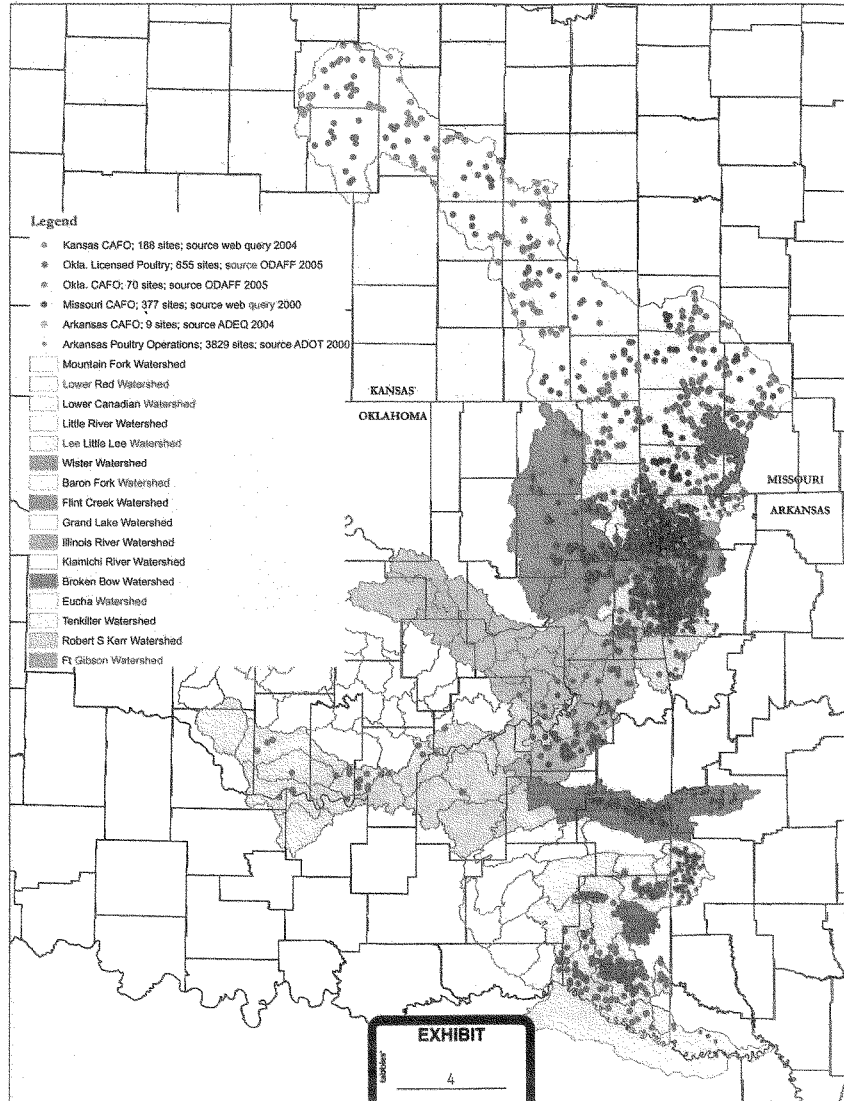 Legend
Kansas CAFO; 188 sites; source web query 2004
Okla. Licensed Poultry; 655 sites; source ODAFF 2005
Okla. CAFO; 70 sites; source ODAFF 2005
Missouri CAFO; 377 sites; source web query 2000
Arkansas CAFO; 9 sites; source ADEQ 2004
Arkansas Poultry Operations; 3829 sites; source ADOT 2000
Mountain Fork Watershed
Lower Red Watershed
Lower Canadian Watershed
Little River Watershed
Lee Little Lee Watershed
Wister Watershed
Baron Fork Watershed
Flint Creek Watershed
Grand Lake Watershed
Illinois River Watershed
Kiamichi River Watershed
Broken Bow Watershed
Eucha Watershed
Tenkiller Watershed
Robert S Kerr Watershed
Ft Gibson Watershed
KANSAS
OKLAHOMA
MISSOURI
ARKANSAS
EXHIBIT
tabbies'
4